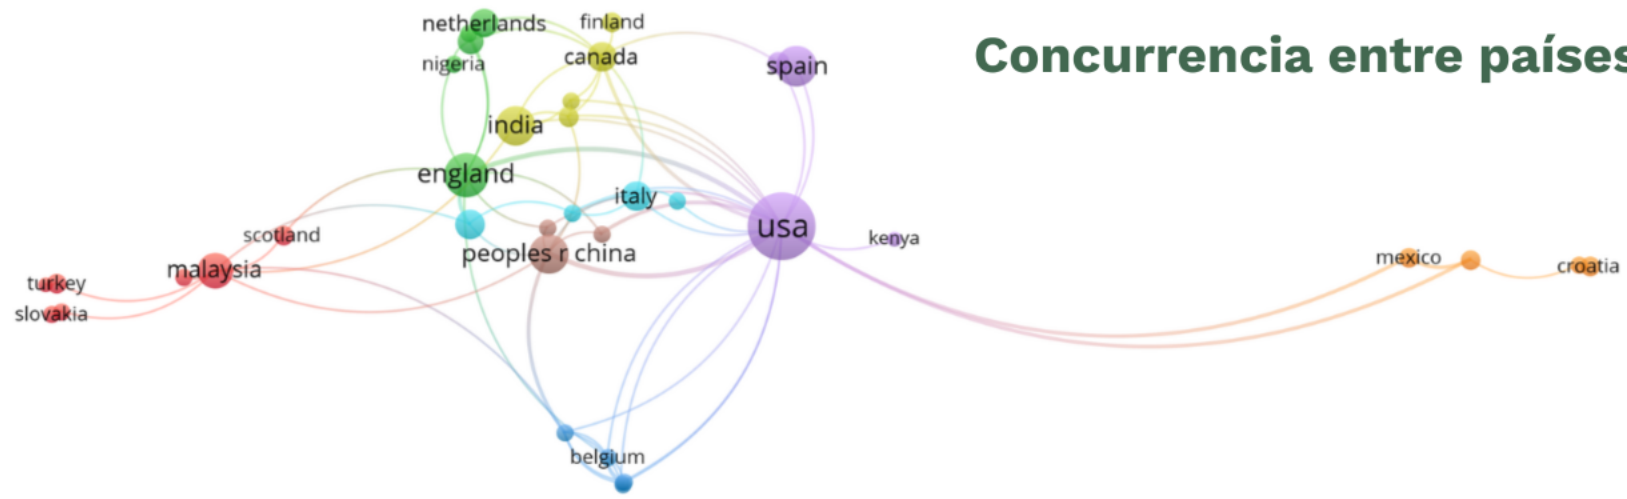 Concurrencia entre países
netherlands
finland
nigeria
canada
spain
india
england
italy
usa
scotland
peoples r china
kenya
malaysia
mexico
croatia
turkey
slovakia
belgium